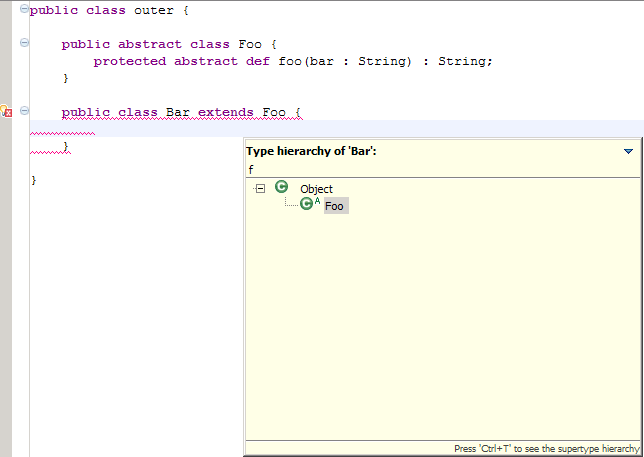 public class outer {
public abstract class Foo {
protected abstract def foo(bar : String) : String;
}
public class Bar extends Foo {
}
}
Type hierarchy of 'Bar':
f
C Object
C A Foo
Press 'Ctrl+T' to see the supertype hierarchy